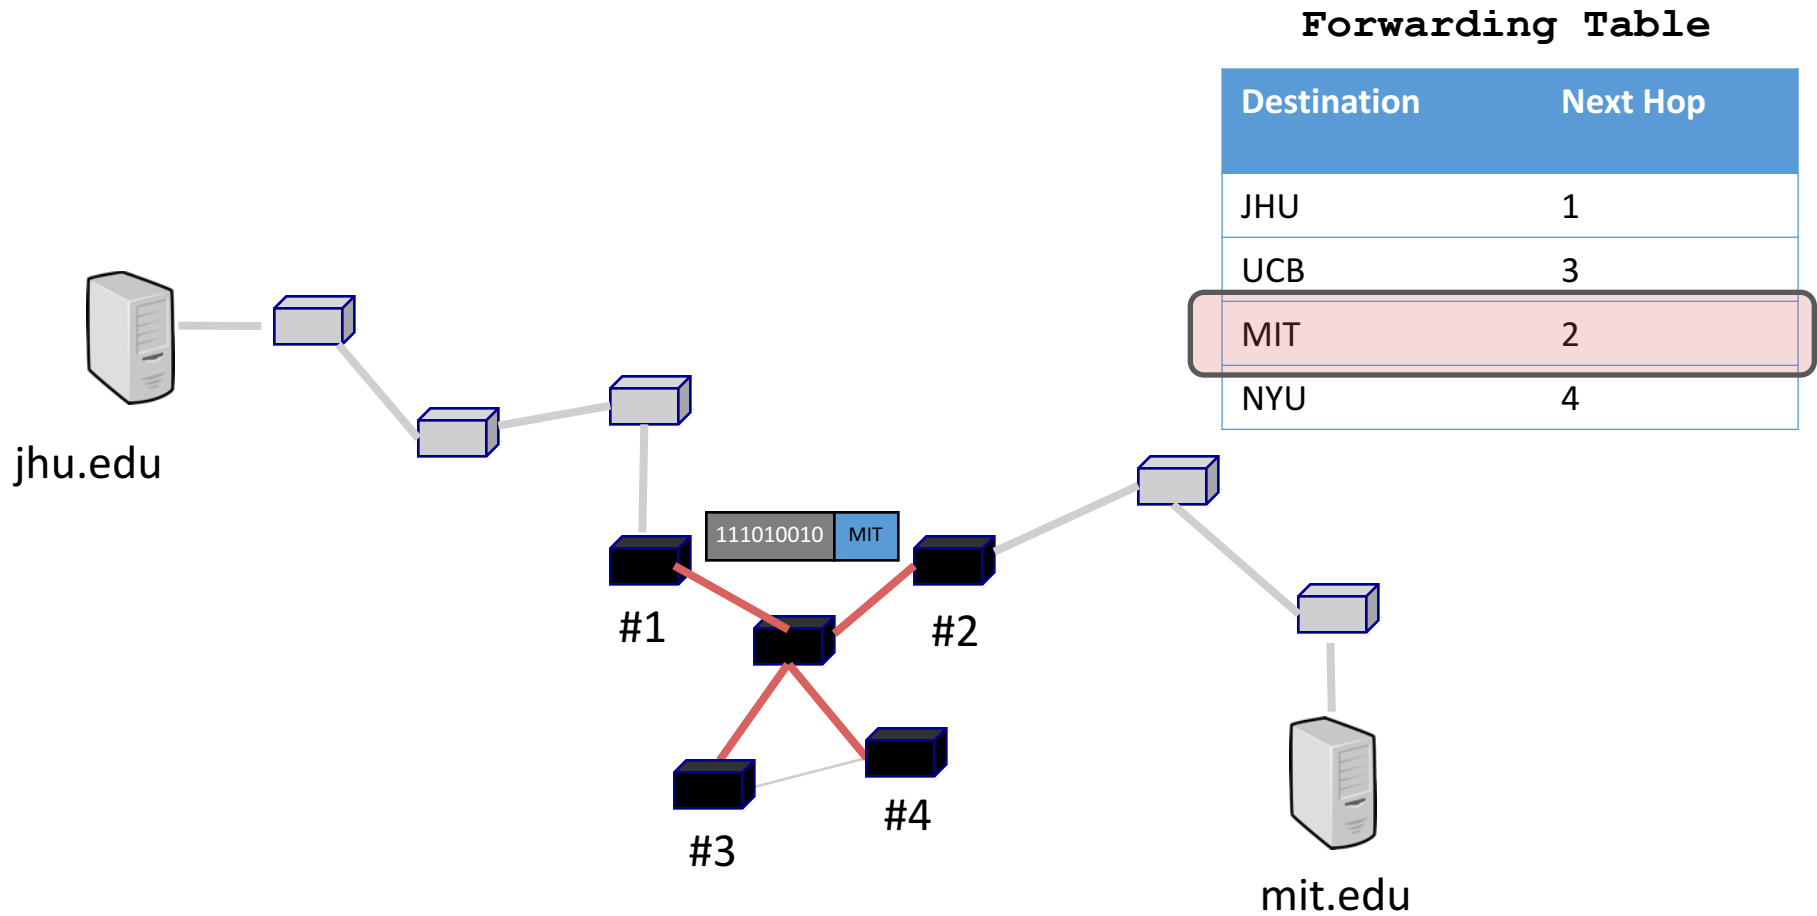 Forwarding Table
Destination Next Hop
JHU 1
UCB 3
MIT 2
NYU 4
jhu.edu
111010010 MIT
#1
#2
#3
#4
mit.edu